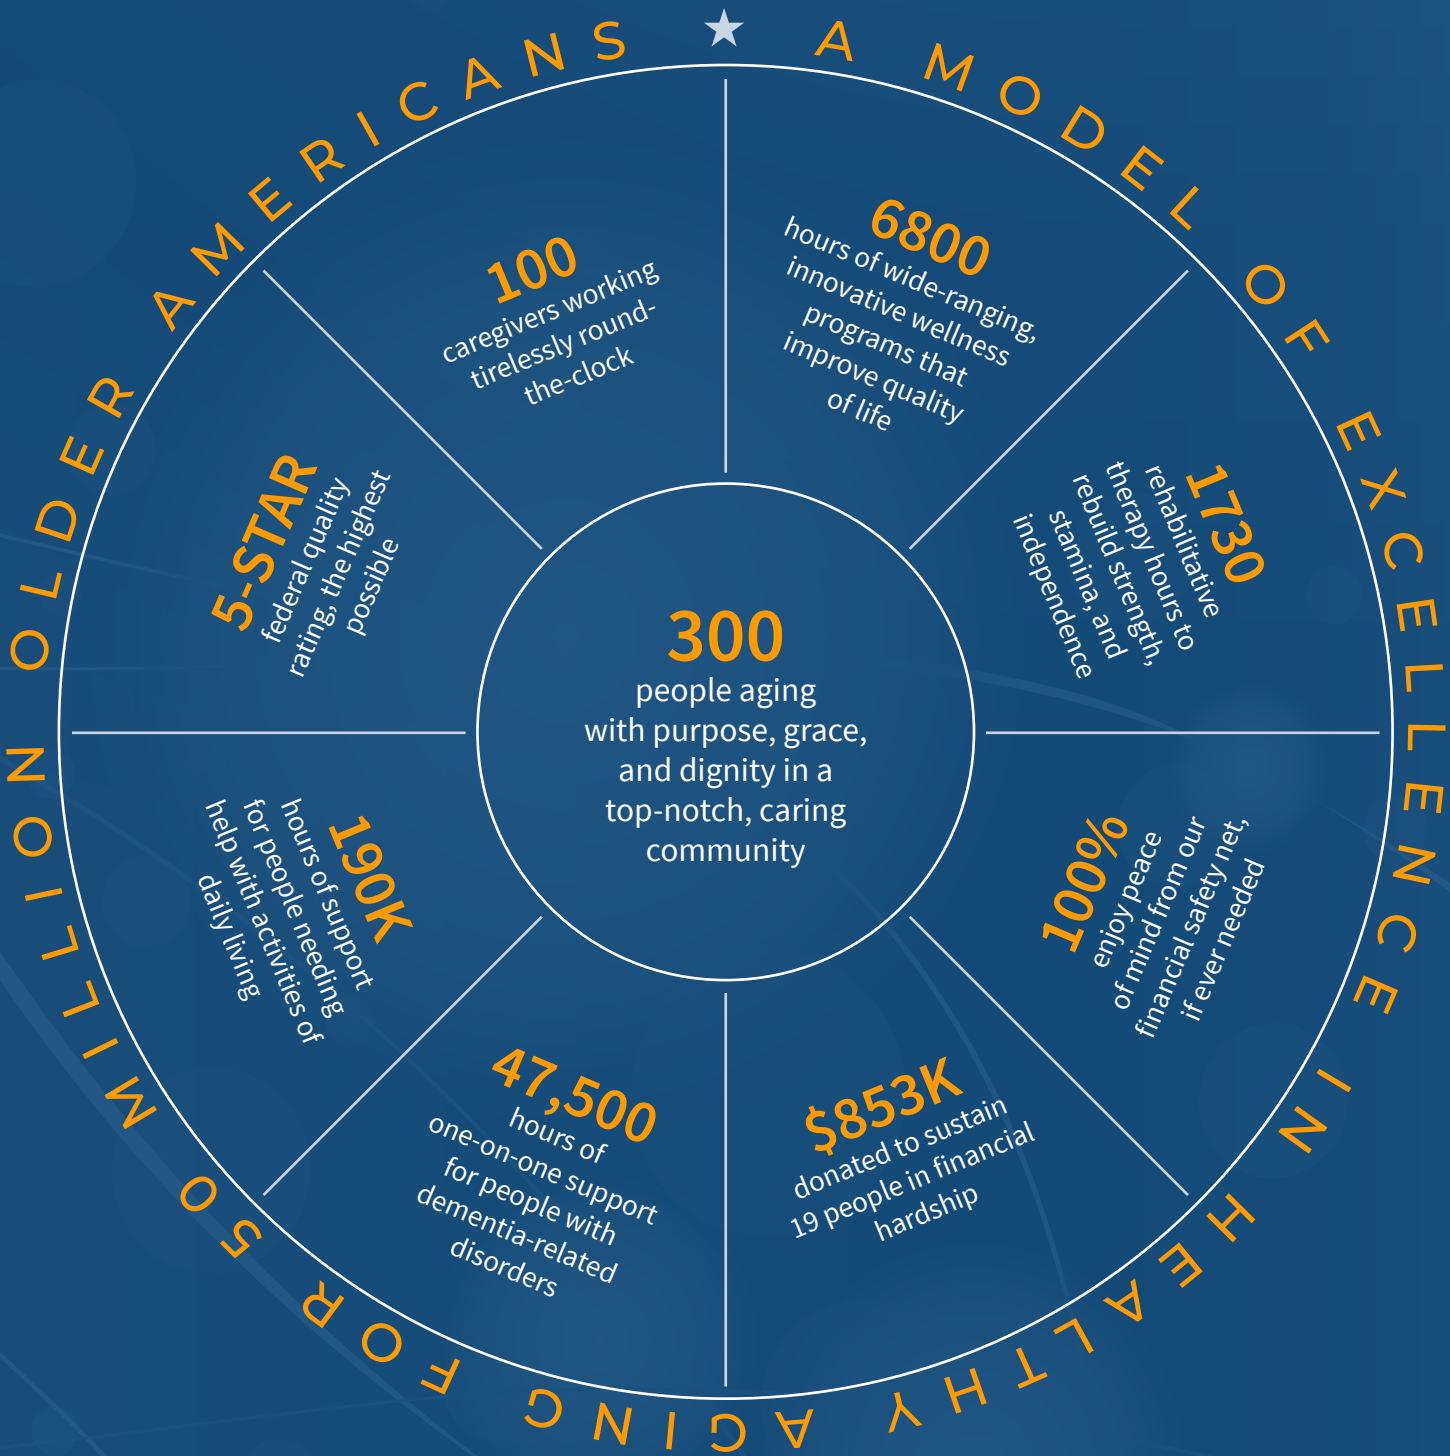 ★ A MODEL OF EXCELLENCE IN HEALTHY AGING FOR 50 MILLION OLDER AMERICANS
6800
hours of wide-ranging,
innovative wellness
programs that
improve quality
of life
1730
rehabilitative
therapy hours to
rebuild strength,
stamina, and
independence
100%
enjoy peace
of mind from our
financial safety net,
if ever needed
$853K
donated to sustain
19 people in financial
hardship
47,500
hours of
one-on-one support
for people with
dementia-related
disorders
190K
hours of support
for people needing
help with activities of
daily living
5-STAR
federal quality
rating, the highest
possible
100
caregivers working
tirelessly round-
the-clock
300
people aging
with purpose, grace,
and dignity in a
top-notch, caring
community